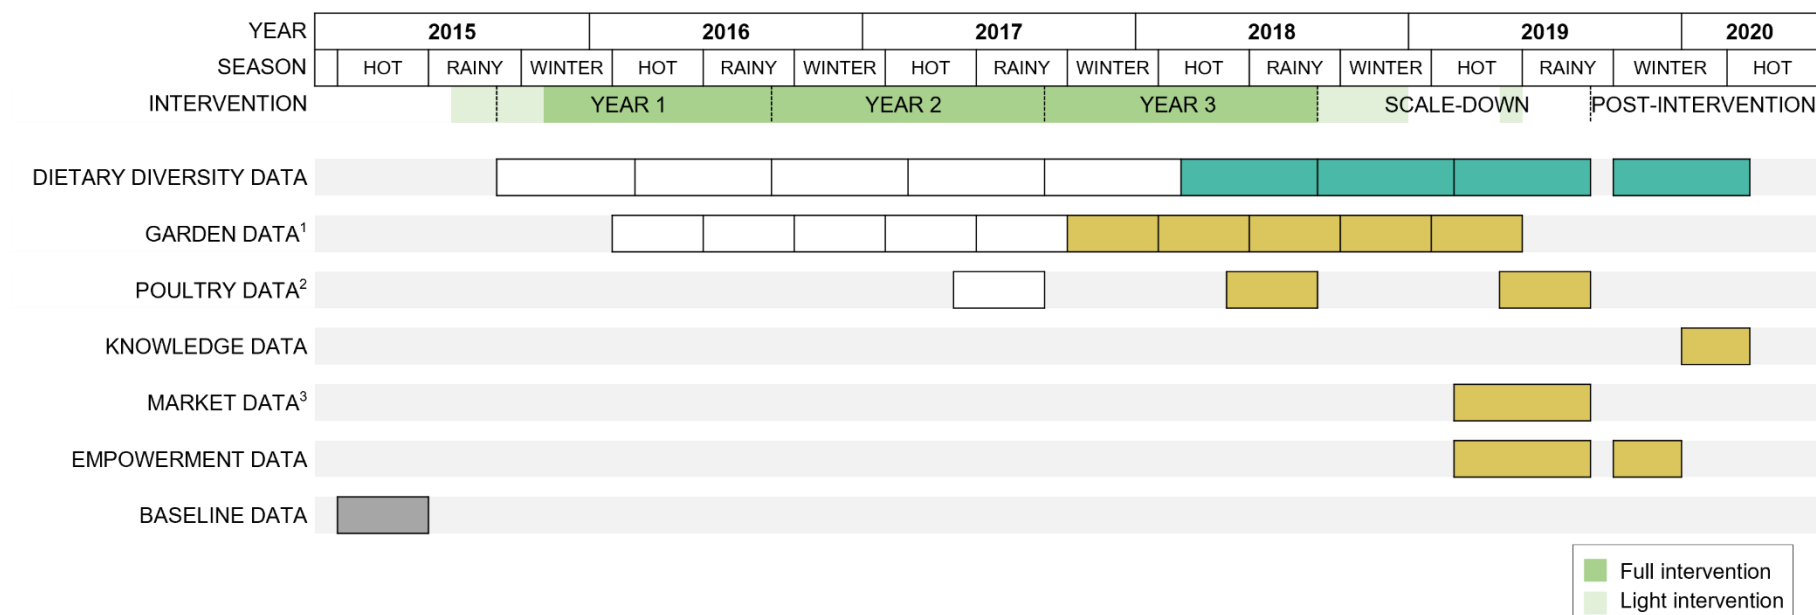 YEAR 2015 2016 2017 2018 2019 2020
SEASON HOT RAINY WINTER HOT RAINY WINTER HOT RAINY WINTER HOT RAINY WINTER HOT RAINY WINTER HOT
INTERVENTION YEAR 1 YEAR 2 YEAR 3 SCALE-DOWN POST-INTERVENTION
DIETARY DIVERSITY DATA
GARDEN DATA¹
POULTRY DATA²
KNOWLEDGE DATA
MARKET DATA³
EMPOWERMENT DATA
BASELINE DATA
Full intervention
Light intervention